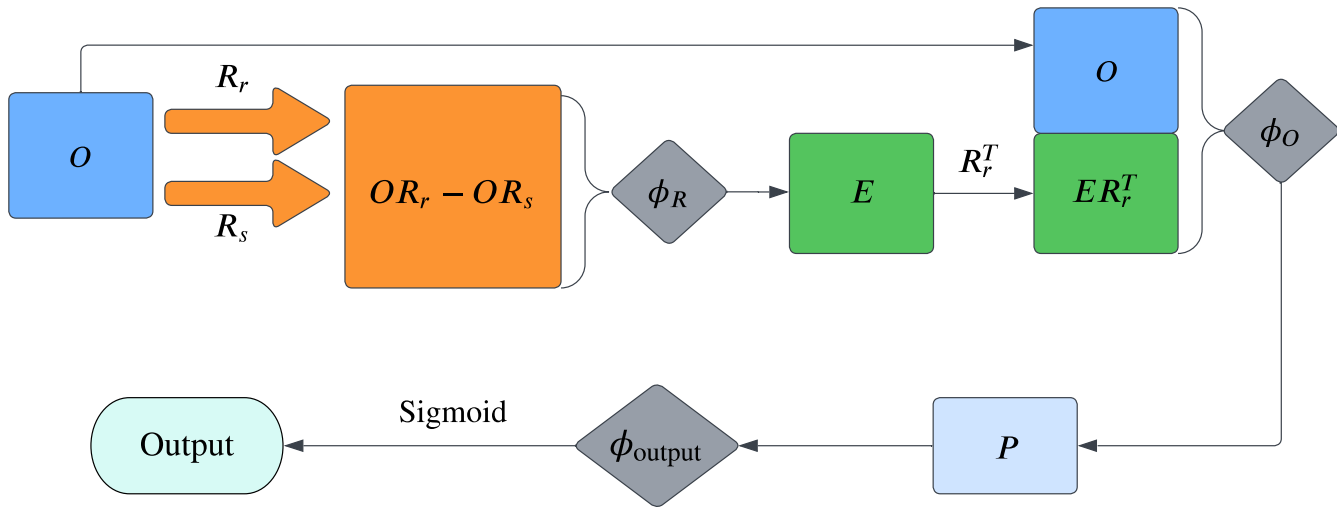 O
R_r
R_s
OR_r − OR_s
ϕ_R
E
R_r^T
O
ER_r^T
ϕ_O
P
ϕ_output
Sigmoid
Output